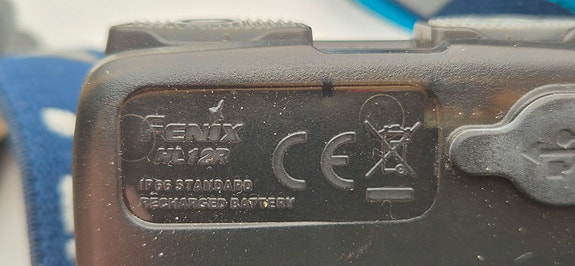 FENIX
HL12R
IP66 STANDARD
RECHARGED BATTERY
CE